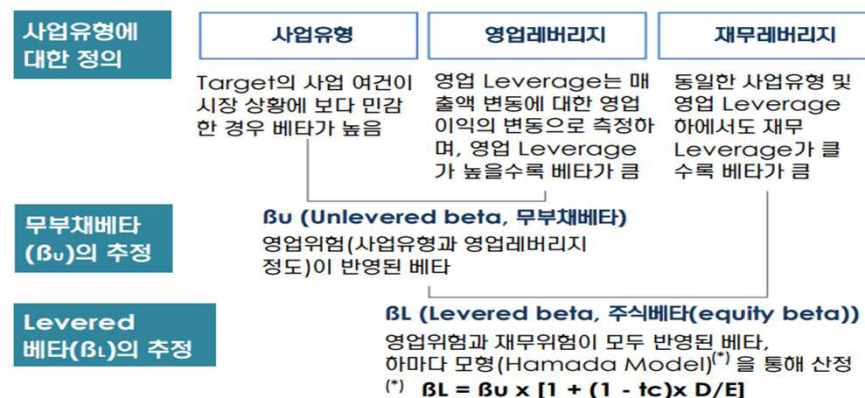 사업유형에
대한 정의
사업유형
영업레버리지
재무레버리지
Target의 사업 여건이
시장 상황에 보다 민감
한 경우 베타가 높음
영업 Leverage는 매
출액 변동에 대한 영업
이익의 변동으로 측정하
며, 영업 Leverage
가 높을수록 베타가 큼
동일한 사업유형 및
영업 Leverage
하에서도 재무
Leverage가 클
수록 베타가 큼
무부채베타
(ßU)의 추정
ßu (Unlevered beta, 무부채베타)
영업위험(사업유형과 영업레버리지
정도)이 반영된 베타
Levered
베타(ßL)의 추정
ßL (Levered beta, 주식베타(equity beta))
영업위험과 재무위험이 모두 반영된 베타,
하마다 모형(Hamada Model)(*) 을 통해 산정
(*) ßL = ßu x [1 + (1 - tc)x D/E]